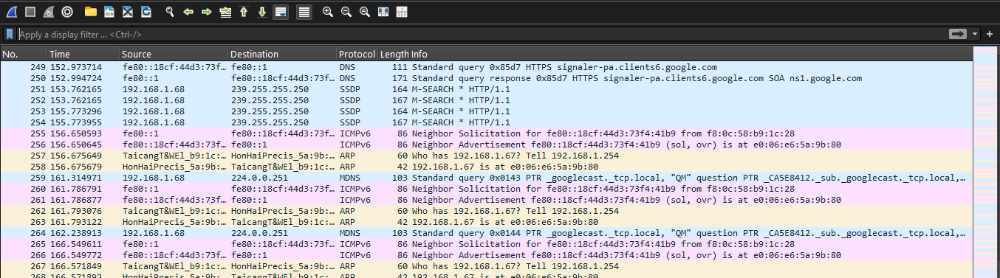 Apply a display filter ... <Ctrl-/>
No. Time Source Destination Protocol Length Info
249 152.973714 fe80::18cf:44d3:73f... fe80::1 DNS 111 Standard query 0x85d7 HTTPS signaler-pa.clients6.google.com
250 152.994724 fe80::1 fe80::18cf:44d3:73f... DNS 171 Standard query response 0x85d7 HTTPS signaler-pa.clients6.google.com SOA ns1.google.com
251 153.762165 192.168.1.68 239.255.255.250 SSDP 164 M-SEARCH * HTTP/1.1
252 153.762165 192.168.1.68 239.255.255.250 SSDP 167 M-SEARCH * HTTP/1.1
253 155.773296 192.168.1.68 239.255.255.250 SSDP 164 M-SEARCH * HTTP/1.1
254 155.773955 192.168.1.68 239.255.255.250 SSDP 167 M-SEARCH * HTTP/1.1
255 156.650593 fe80::1 fe80::18cf:44d3:73f... ICMPv6 86 Neighbor Solicitation for fe80::18cf:44d3:73f4:41b9 from f8:0c:58:b9:1c:28
256 156.650645 fe80::18cf:44d3:73f... fe80::1 ICMPv6 86 Neighbor Advertisement fe80::18cf:44d3:73f4:41b9 (sol, ovr) is at e0:06:e6:5a:9b:80
257 156.675649 TaicangT&WEl_b9:1c:... HonHaiPrecis_5a:9b:... ARP 60 Who has 192.168.1.67? Tell 192.168.1.254
258 156.675679 HonHaiPrecis_5a:9b:... TaicangT&WEl_b9:1c:... ARP 42 192.168.1.67 is at e0:06:e6:5a:9b:80
259 161.314971 192.168.1.68 224.0.0.251 MDNS 103 Standard query 0x0143 PTR _googlecast._tcp.local, "QM" question PTR _CA5E8412._sub._googlecast._tcp.local,...
260 161.786791 fe80::1 fe80::18cf:44d3:73f... ICMPv6 86 Neighbor Solicitation for fe80::18cf:44d3:73f4:41b9 from f8:0c:58:b9:1c:28
261 161.786877 fe80::18cf:44d3:73f... fe80::1 ICMPv6 86 Neighbor Advertisement fe80::18cf:44d3:73f4:41b9 (sol, ovr) is at e0:06:e6:5a:9b:80
262 161.793076 TaicangT&WEl_b9:1c:... HonHaiPrecis_5a:9b:... ARP 60 Who has 192.168.1.67? Tell 192.168.1.254
263 161.793122 HonHaiPrecis_5a:9b:... TaicangT&WEl_b9:1c:... ARP 42 192.168.1.67 is at e0:06:e6:5a:9b:80
264 162.238913 192.168.1.68 224.0.0.251 MDNS 103 Standard query 0x0144 PTR _googlecast._tcp.local, "QM" question PTR _CA5E8412._sub._googlecast._tcp.local,...
265 166.549611 fe80::1 fe80::18cf:44d3:73f... ICMPv6 86 Neighbor Solicitation for fe80::18cf:44d3:73f4:41b9 from f8:0c:58:b9:1c:28
266 166.549772 fe80::18cf:44d3:73f... fe80::1 ICMPv6 86 Neighbor Advertisement fe80::18cf:44d3:73f4:41b9 (sol, ovr) is at e0:06:e6:5a:9b:80
267 166.571849 TaicangT&WEl_b9:1c:... HonHaiPrecis_5a:9b:... ARP 60 Who has 192.168.1.67? Tell 192.168.1.254
268 166.571892 HonHaiPrecis_5a:9b:... TaicangT&WEl_b9:1c:... ARP 42 192.168.1.67 is at e0:06:e6:5a:9b:80